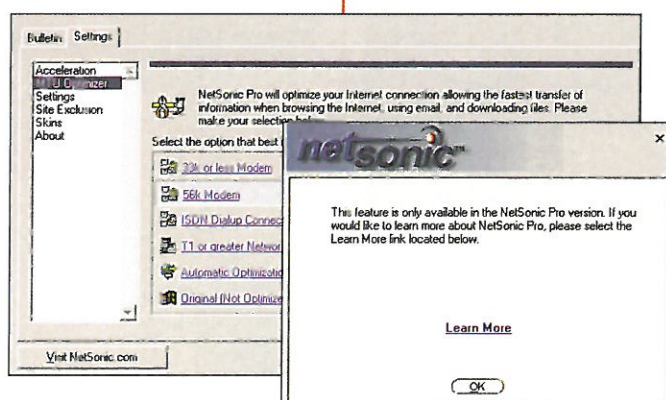 Bulletin Settings
Acceleration
MTU Optimizer
Settings
Site Exclusion
Skins
About
NetSonic Pro will optimize your Internet connection allowing the fastest transfer of
information when browsing the Internet, using email, and downloading files. Please
make your selection
Select the option that best
33k or less Modem
56k Modem
ISDN Dialup Connec
T1 or greater Networ
Automatic Optimizatio
Original (Not Optimize
Visit NetSonic.com
netsonic™
×
This feature is only available in the NetSonic Pro version. If you
would like to learn more about NetSonic Pro, please select the
Learn More link located below.
Learn More
OK